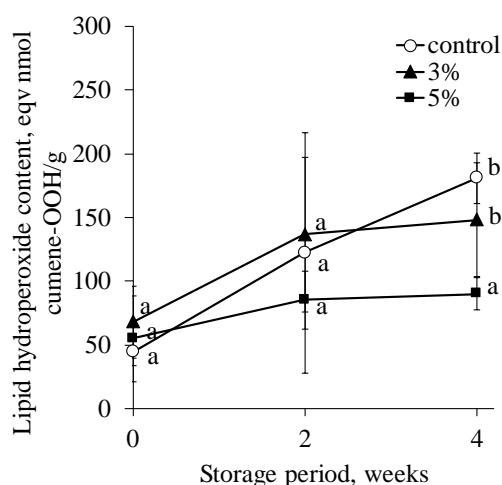 Lipid hydroperoxide content, eqv nmol
cumene-OOH/g
300
250
200
150
100
50
0
control
3%
5%
a
a
a
a
a
a
b
b
a
0
2
4
Storage period, weeks